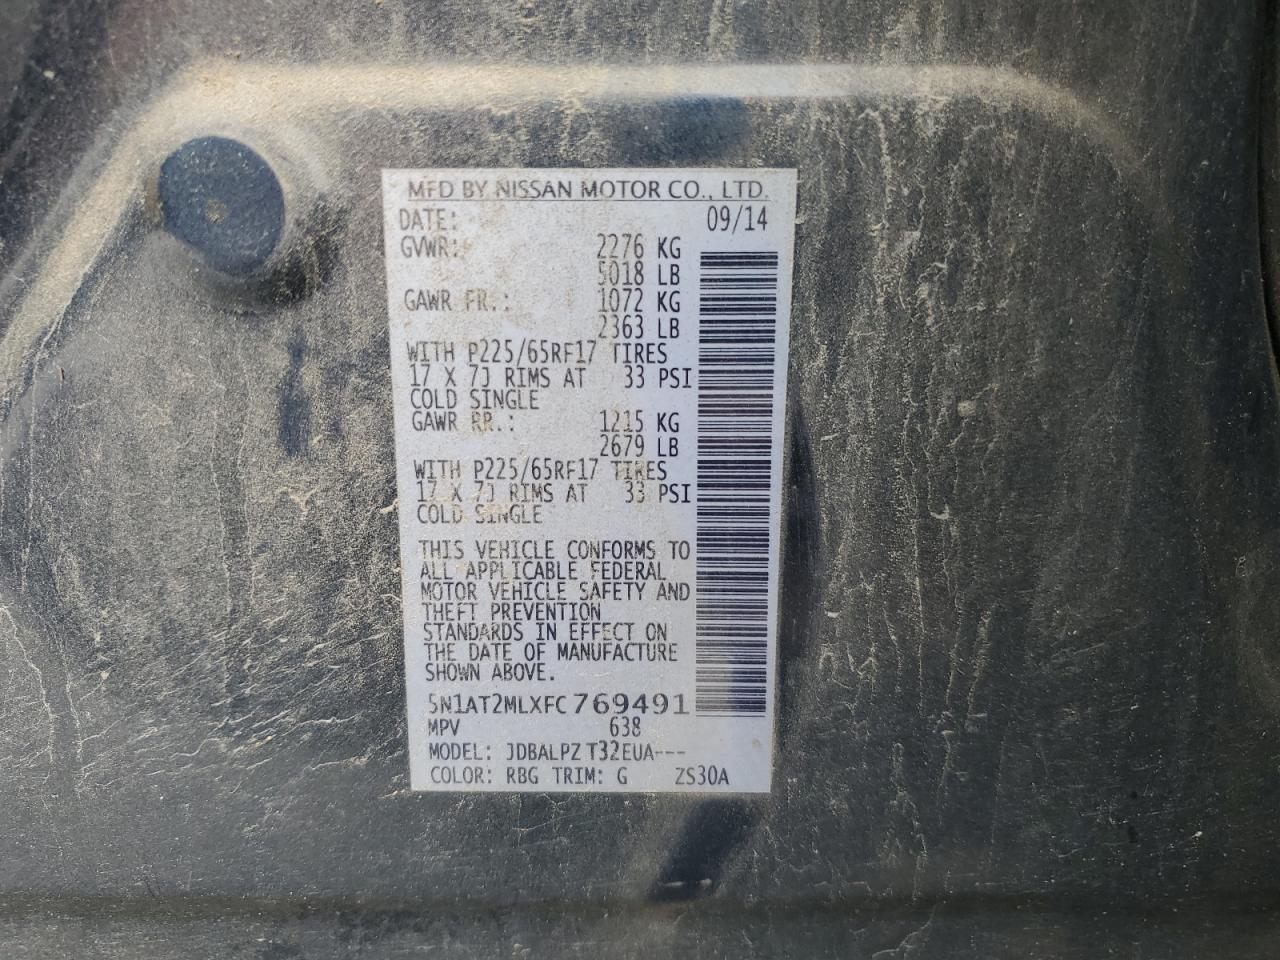 MFD BY NISSAN MOTOR CO., LTD.
DATE: 09/14
GVWR: 2276 KG
5018 LB
GAWR FR.: 1072 KG
2363 LB
WITH P225/65RF17 TIRES
17 X 7J RIMS AT 33 PSI
COLD SINGLE
GAWR RR.: 1215 KG
2679 LB
WITH P225/65RF17 TIRES
17 X 7J RIMS AT 33 PSI
COLD SINGLE
THIS VEHICLE CONFORMS TO
ALL APPLICABLE FEDERAL
MOTOR VEHICLE SAFETY AND
THEFT PREVENTION
STANDARDS IN EFFECT ON
THE DATE OF MANUFACTURE
SHOWN ABOVE.
5N1AT2MLXFC769491
MPV 638
MODEL: JDBALPZ T32EUA---
COLOR: RBG TRIM: G ZS30A